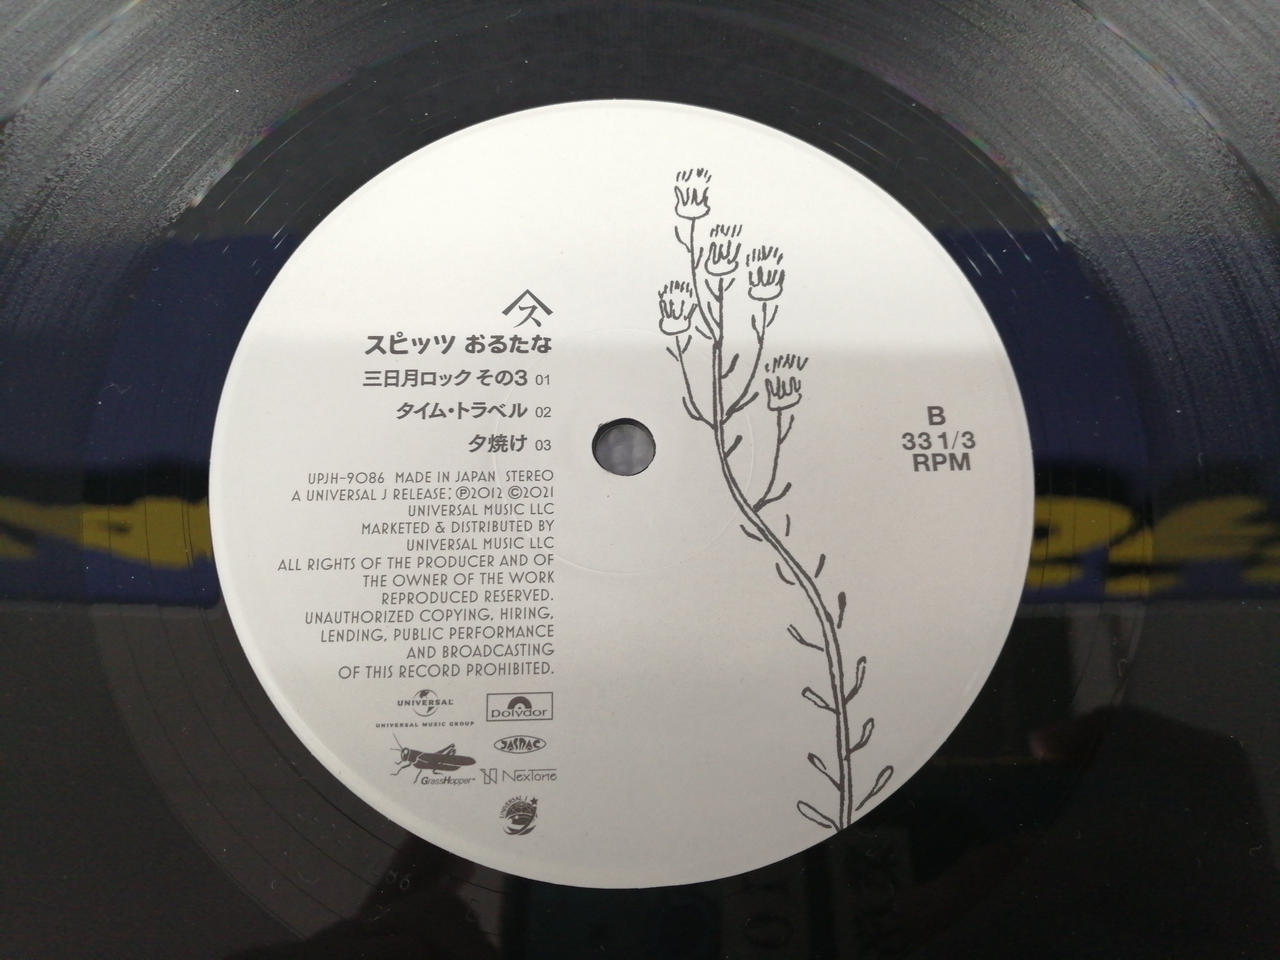 ス
スピッツ おるたな
三日月ロック その3 01
タイム・トラベル 02
夕焼け 03
UPJH-9086 MADE IN JAPAN STEREO
A UNIVERSAL J RELEASE: ℗2012 ©2021
UNIVERSAL MUSIC LLC
MARKETED & DISTRIBUTED BY
UNIVERSAL MUSIC LLC
ALL RIGHTS OF THE PRODUCER AND OF
THE OWNER OF THE WORK
REPRODUCED RESERVED.
UNAUTHORIZED COPYING, HIRING,
LENDING, PUBLIC PERFORMANCE
AND BROADCASTING
OF THIS RECORD PROHIBITED.
UNIVERSAL
UNIVERSAL MUSIC GROUP
Polydor
JASRAC
GrassHopper
NexTone
UNIVERSAL J
B
33 1/3
RPM